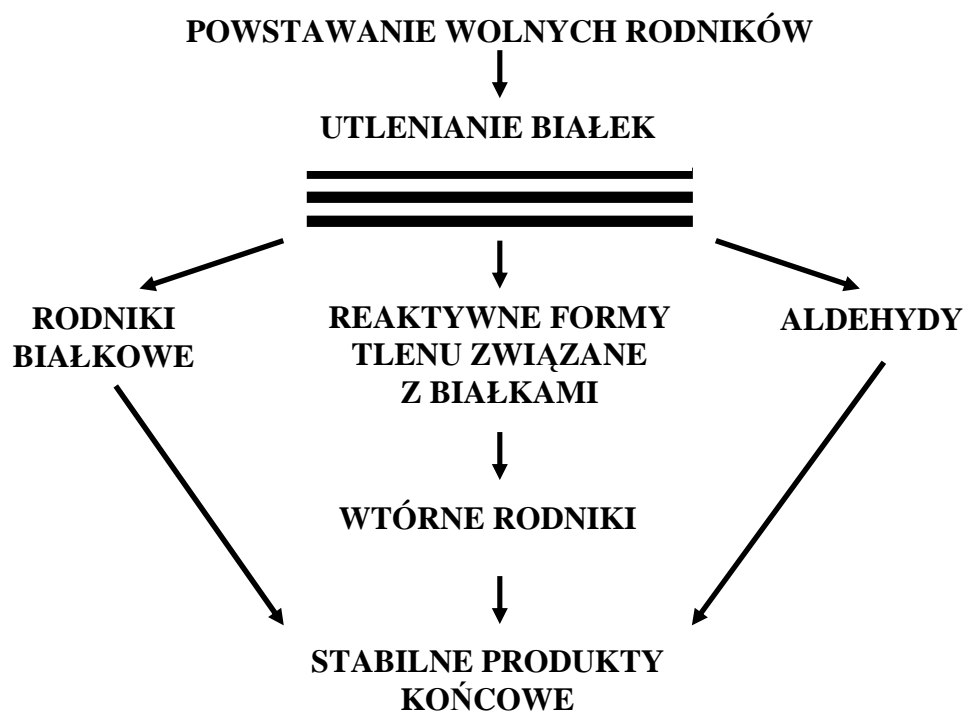 POWSTAWANIE WOLNYCH RODNIKÓW
UTLENIANIE BIAŁEK
RODNIKI
BIAŁKOWE
REAKTYWNE FORMY
TLENU ZWIĄZANE
Z BIAŁKAMI
ALDEHYDY
WTÓRNE RODNIKI
STABILNE PRODUKTY
KOŃCOWE